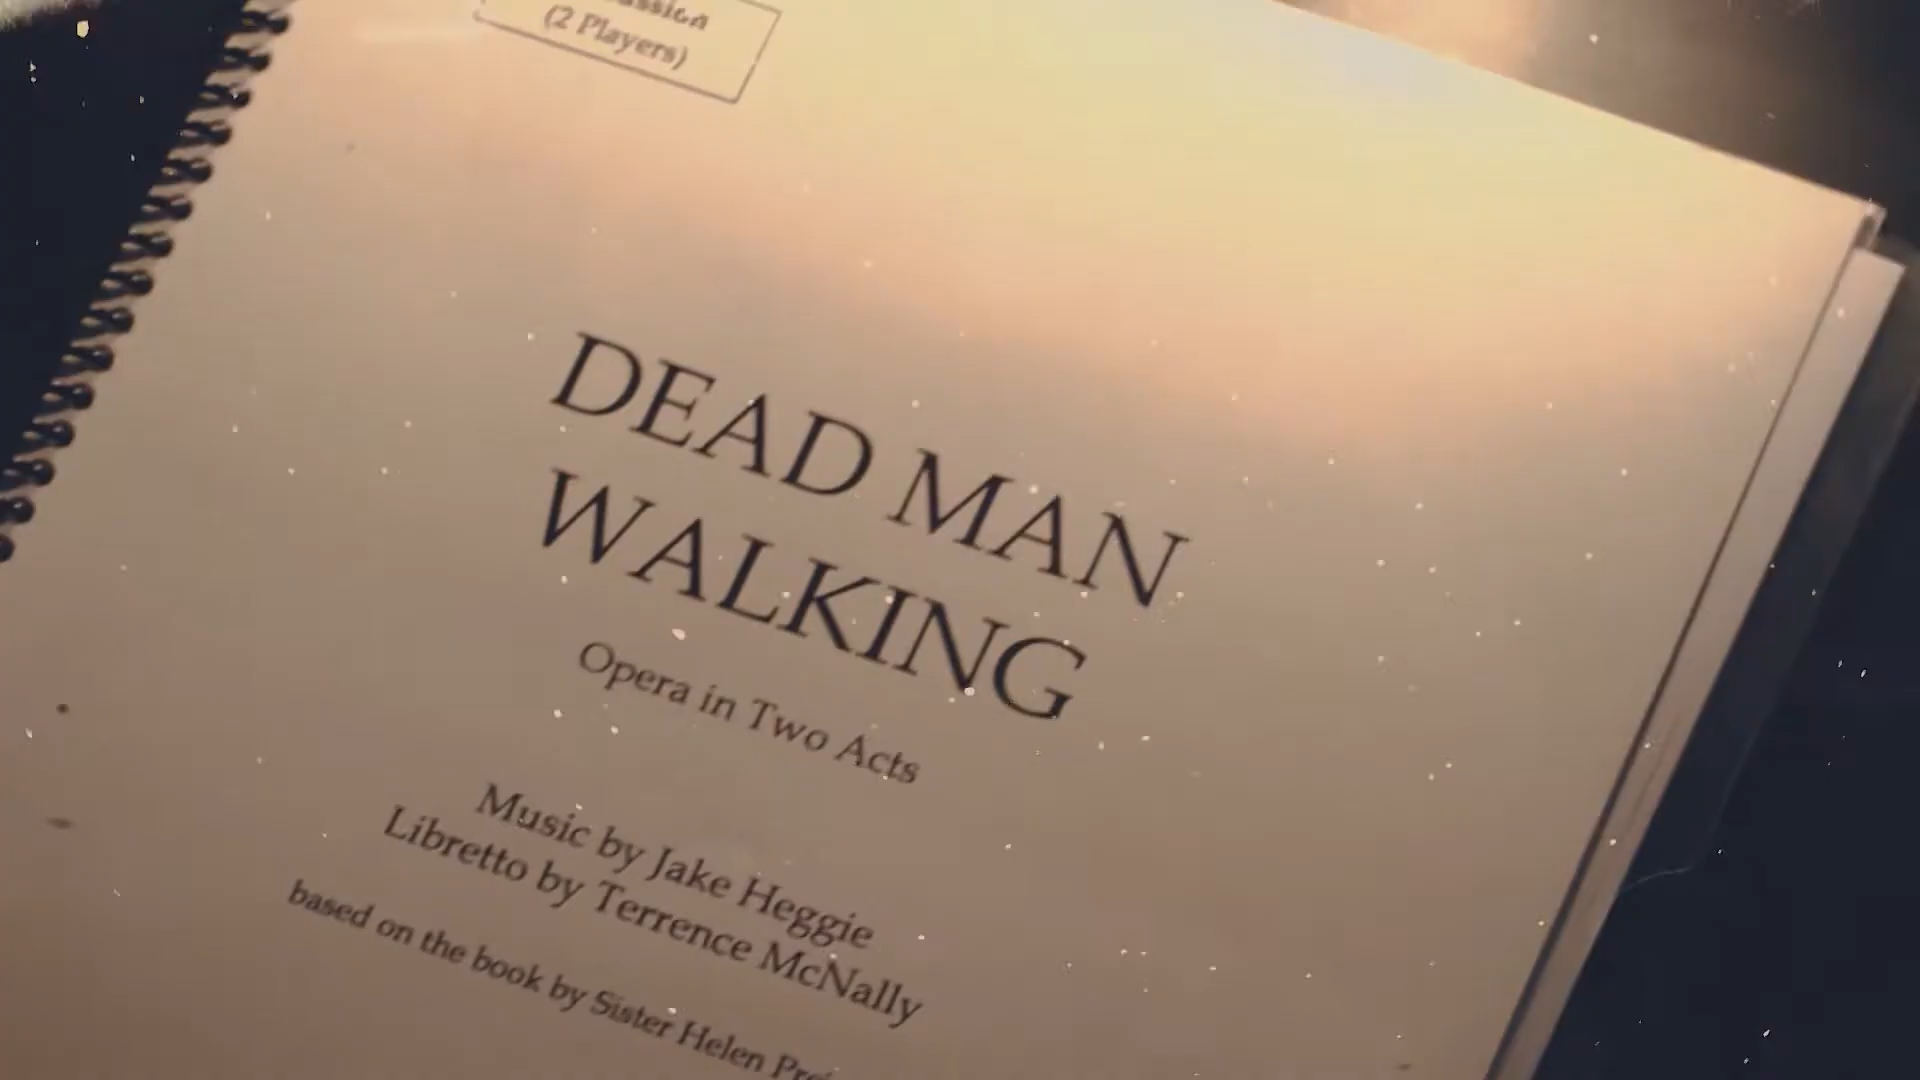 (2 Players)
DEAD MAN
WALKING
Opera in Two Acts
Music by Jake Heggie
Libretto by Terrence McNally
based on the book by Sister Helen